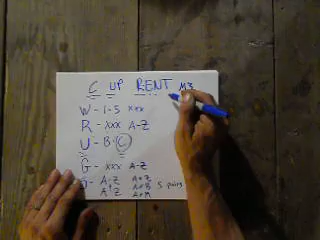 C UP RENT M3
W - 1-5 xxx
R - xxx A-Z
U - B-C
G - xxx A-Z
A-Z A+Z
A+Z A+B 5 pairs